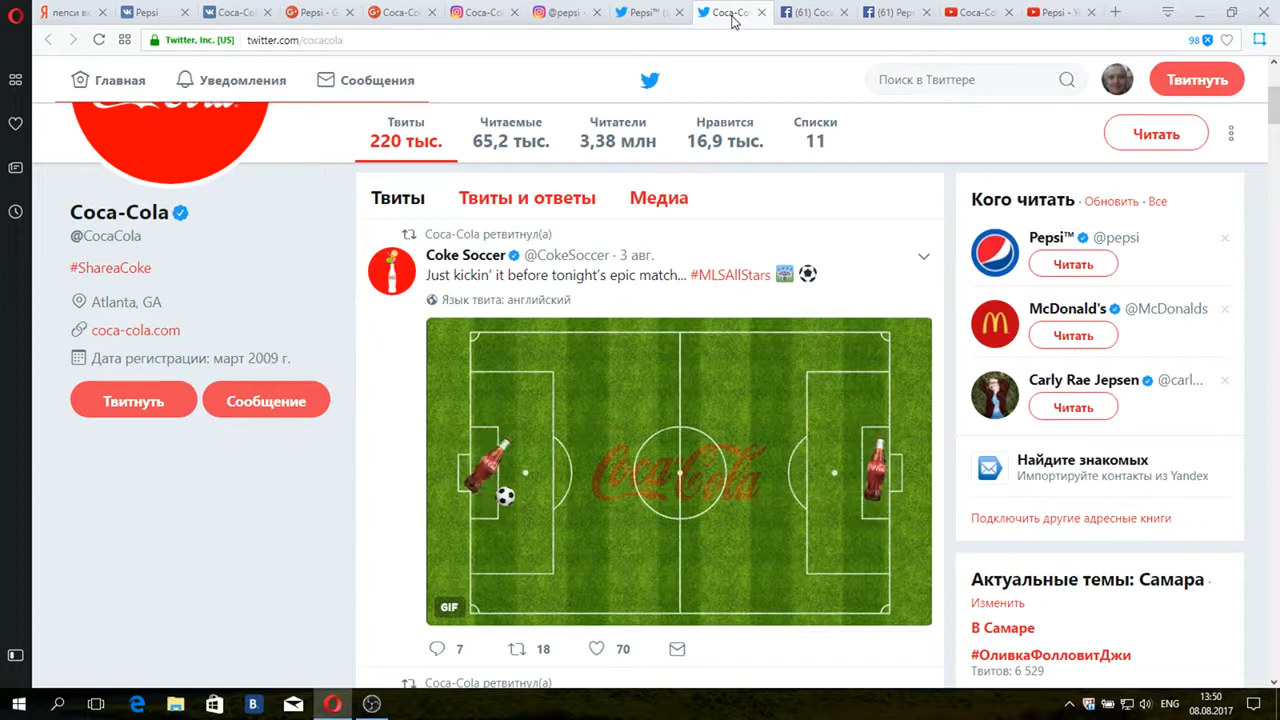 пепси вк
Pepsi
Coca-Col
Pepsi - G
Coca-Co
Coca-Co
@pepsi -
Pepsi™ (
Coca-Co
(61) Coca
(61) Pep
Coca-Co
Pepsi - Y
Twitter, Inc. [US]
twitter.com/cocacola
98
Главная
Уведомления
Сообщения
Поиск в Твиттере
Твитнуть
Твиты
220 тыс.
Читаемые
65,2 тыс.
Читатели
3,38 млн
Нравится
16,9 тыс.
Списки
11
Читать
Coca-Cola
@CocaCola
#ShareaCoke
Atlanta, GA
coca-cola.com
Дата регистрации: март 2009 г.
Твитнуть
Сообщение
Твиты
Твиты и ответы
Медиа
Coca-Cola ретвитнул(а)
Coke Soccer @CokeSoccer · 3 авг.
Just kickin' it before tonight's epic match... #MLSAllStars
Язык твита: английский
Coca-Cola
GIF
7
18
70
Coca-Cola ретвитнул(а)
Кого читать · Обновить · Все
Pepsi™ @pepsi
Читать
McDonald's @McDonalds
Читать
Carly Rae Jepsen @carl...
Читать
Найдите знакомых
Импортируйте контакты из Yandex
Подключить другие адресные книги
Актуальные темы: Самара ·
Изменить
В Самаре
#ОливкаФолловитДжи
Твитов: 6 529
ENG
13:50
08.08.2017